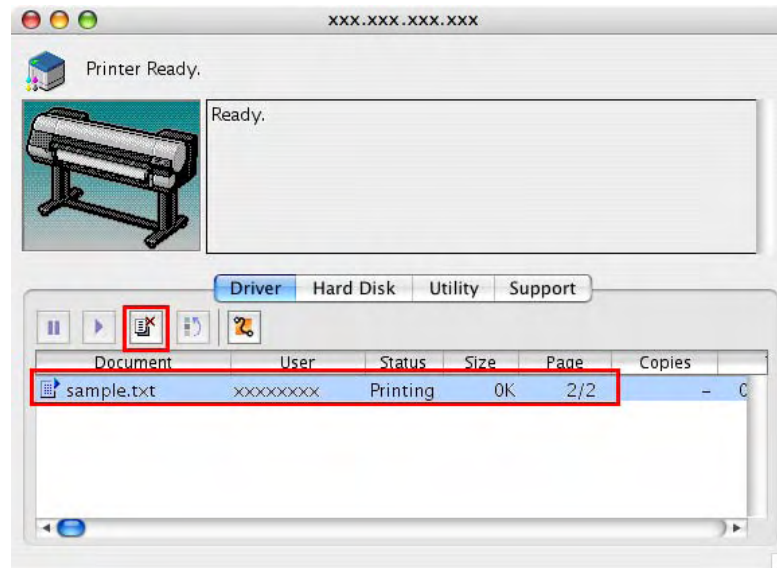 xxx.xxx.xxx.xxx
Printer Ready.
Ready.
Driver Hard Disk Utility Support
Document User Status Size Page Copies
sample.txt xxxxxxxx Printing 0K 2/2 –